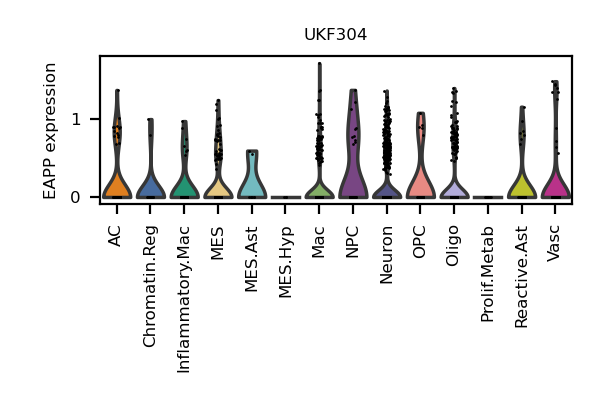 UKF304
EAPP expression
1
0
AC
Chromatin.Reg
Inflammatory.Mac
MES
MES.Ast
MES.Hyp
Mac
NPC
Neuron
OPC
Oligo
Prolif.Metab
Reactive.Ast
Vasc